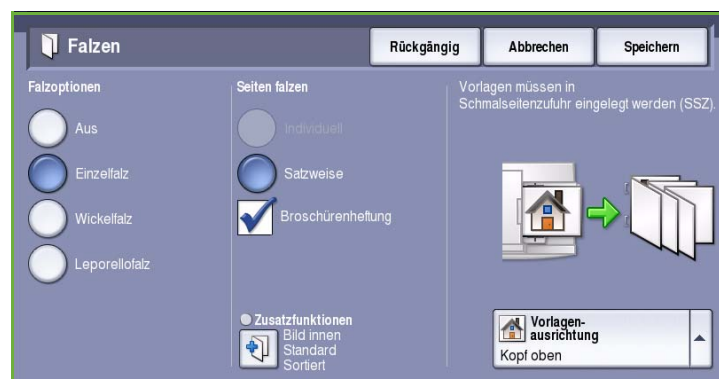 Falzen
Rückgängig
Abbrechen
Speichern
Falzoptionen
Aus
Einzelfalz
Wickelfalz
Leporellofalz
Seiten falzen
Individuell
Satzweise
Broschürenheftung
Zusatzfunktionen
Bild innen
Standard
Sortiert
Vorlagen müssen in
Schmalseitenzufuhr eingelegt werden (SSZ).
Vorlagen-
ausrichtung
Kopf oben